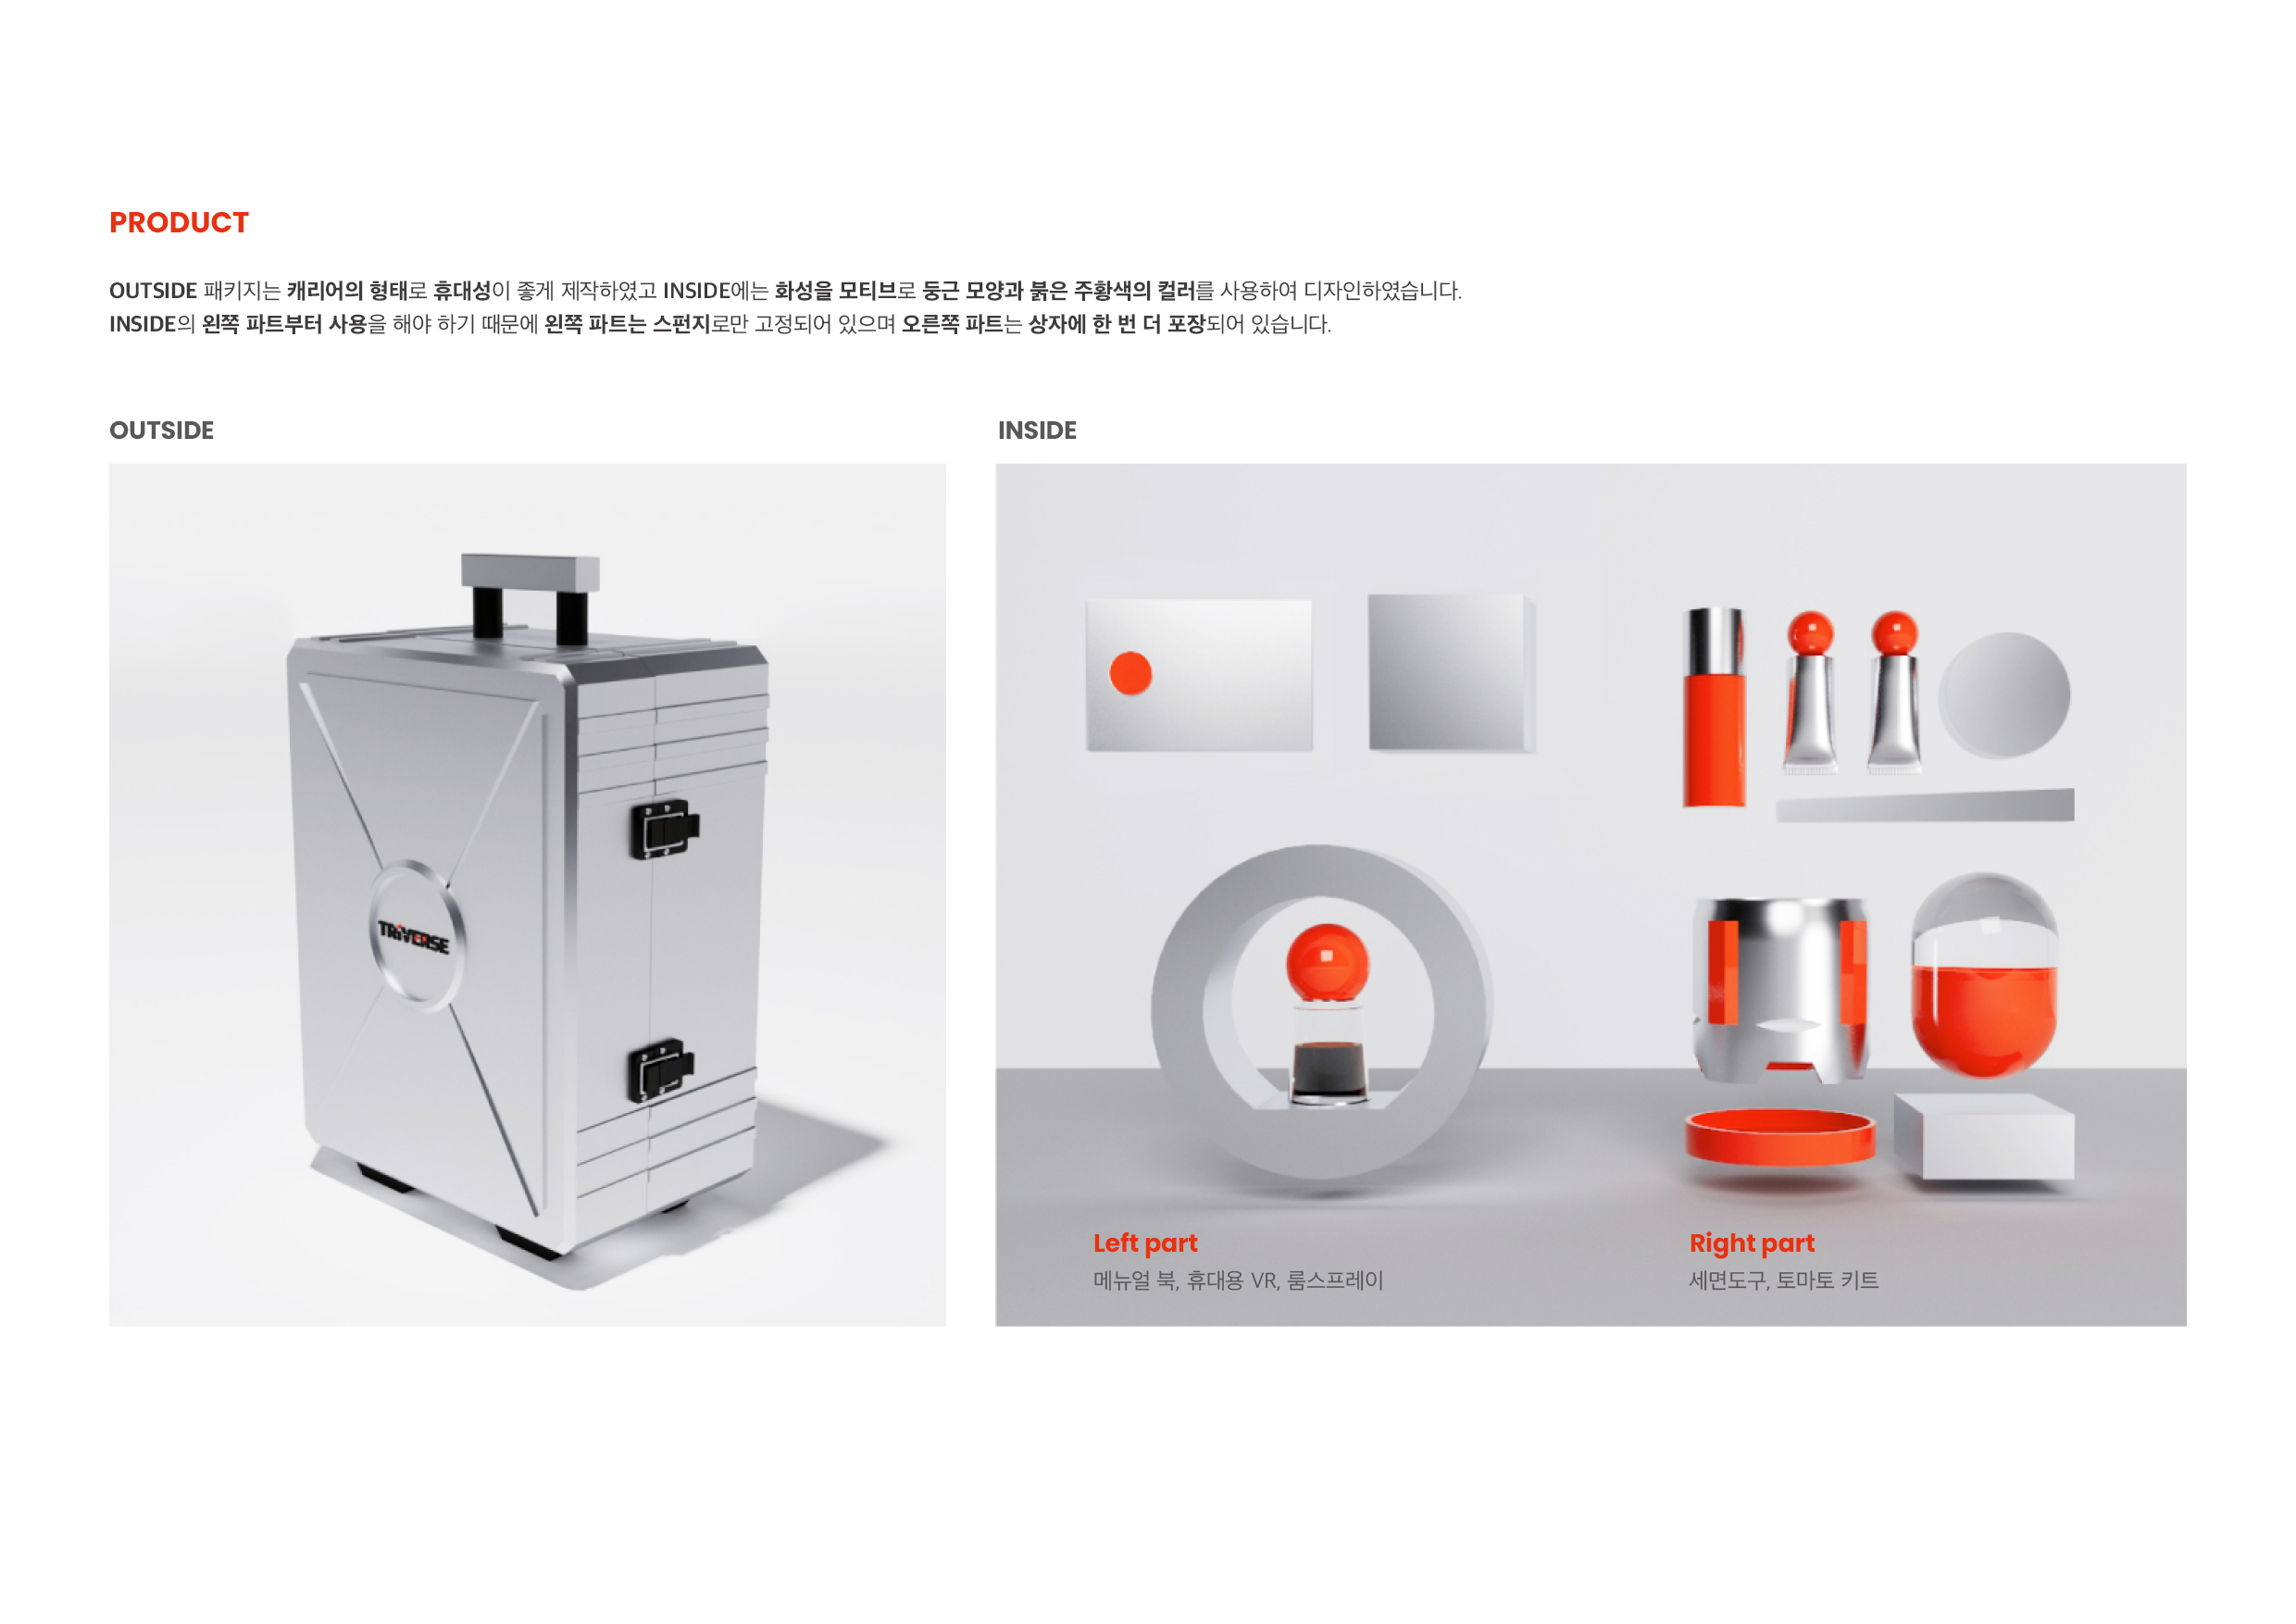 PRODUCT
OUTSIDE 패키지는 캐리어의 형태로 휴대성이 좋게 제작하였고 INSIDE에는 화성을 모티브로 둥근 모양과 붉은 주황색의 컬러를 사용하여 디자인하였습니다.
INSIDE의 왼쪽 파트부터 사용을 해야 하기 때문에 왼쪽 파트는 스펀지로만 고정되어 있으며 오른쪽 파트는 상자에 한 번 더 포장되어 있습니다.
OUTSIDE
INSIDE
TRiVERSE
Left part
메뉴얼 북, 휴대용 VR, 룸스프레이
Right part
세면도구, 토마토 키트